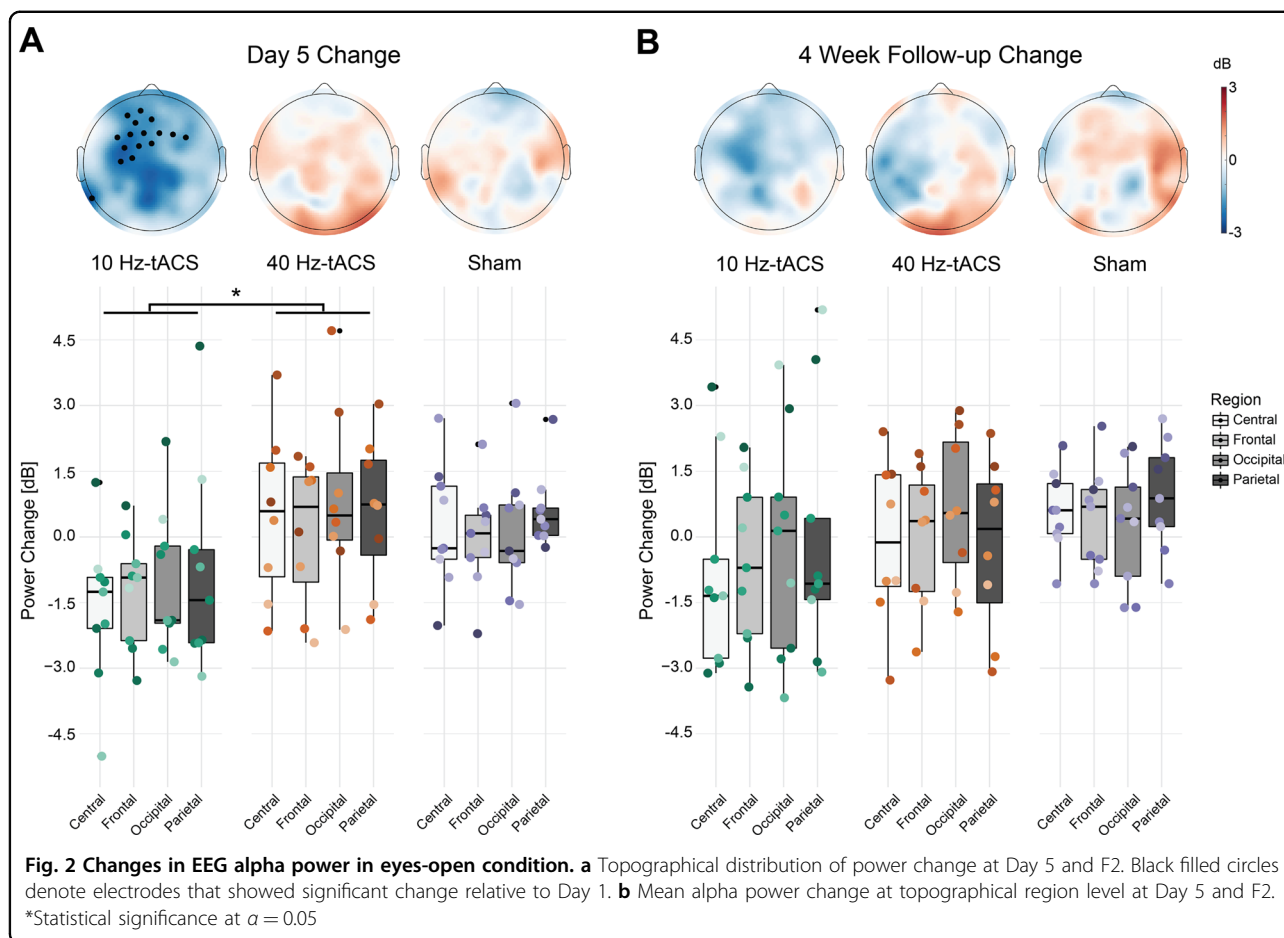 A
B
Day 5 Change
4 Week Follow-up Change
dB
3
0
-3
10 Hz-tACS
40 Hz-tACS
Sham
10 Hz-tACS
40 Hz-tACS
Sham
*
Power Change [dB]
4.5
3.0
1.5
0.0
-1.5
-3.0
-4.5
Central
Frontal
Occipital
Parietal
Central
Frontal
Occipital
Parietal
Central
Frontal
Occipital
Parietal
Power Change [dB]
4.5
3.0
1.5
0.0
-1.5
-3.0
-4.5
Central
Frontal
Occipital
Parietal
Central
Frontal
Occipital
Parietal
Central
Frontal
Occipital
Parietal
Region
Central
Frontal
Occipital
Parietal
Fig. 2 Changes in EEG alpha power in eyes-open condition. a Topographical distribution of power change at Day 5 and F2. Black filled circles
denote electrodes that showed significant change relative to Day 1. b Mean alpha power change at topographical region level at Day 5 and F2.
*Statistical significance at α = 0.05